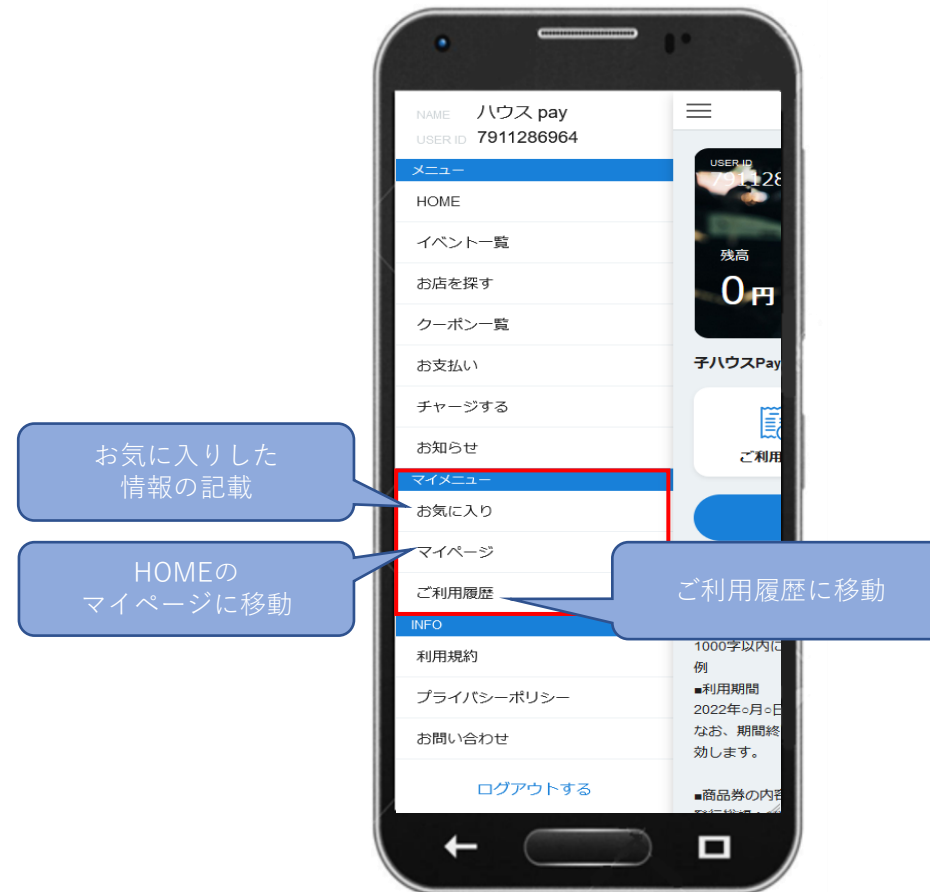 NAME ハウス pay
USER ID 7911286964
メニュー
HOME
イベント一覧
お店を探す
クーポン一覧
お支払い
チャージする
お知らせ
マイメニュー
お気に入り
マイページ
ご利用履歴
INFO
利用規約
プライバシーポリシー
お問い合わせ
ログアウトする
お気に入りした
情報の記載
HOMEの
マイページに移動
ご利用履歴に移動
USER ID
791128
残高
0円
子ハウスPay
ご利用
1000字以内に
例
■利用期間
2022年○月○日
なお、期間終
効します。
■商品券の内容